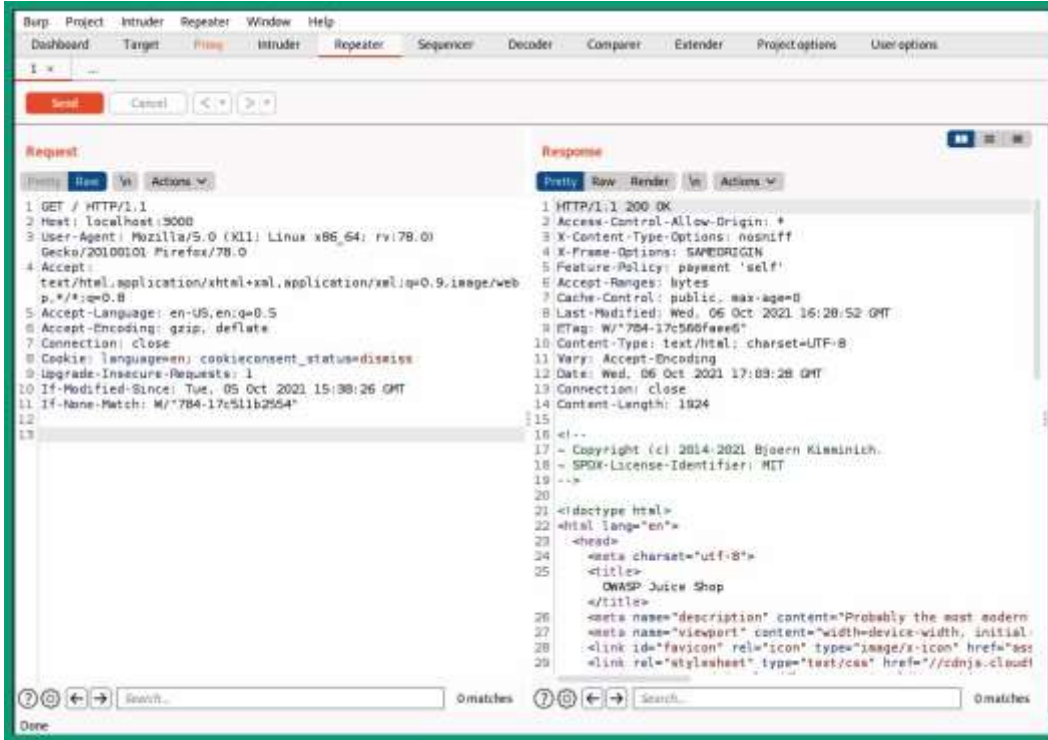 Burp Project Intruder Repeater Window Help
Dashboard Target Proxy Intruder Repeater Sequencer Decoder Comparer Extender Project options User options
1 × ...
Send Cancel < >
Request
Pretty Raw \n Actions
1 GET / HTTP/1.1
2 Host: localhost:3000
3 User-Agent: Mozilla/5.0 (X11; Linux x86_64; rv:78.0)
Gecko/20100101 Firefox/78.0
4 Accept:
text/html,application/xhtml+xml,application/xml;q=0.9,image/web
p,*/*;q=0.8
5 Accept-Language: en-US,en;q=0.5
6 Accept-Encoding: gzip, deflate
7 Connection: close
8 Cookie: language=en; cookieconsent_status=dismiss
9 Upgrade-Insecure-Requests: 1
10 If-Modified-Since: Tue, 05 Oct 2021 15:38:26 GMT
11 If-None-Match: W/"784-17c511b2554"
12
13
? Search... 0 matches
Done
Response
Pretty Raw Render \n Actions
1 HTTP/1.1 200 OK
2 Access-Control-Allow-Origin: *
3 X-Content-Type-Options: nosniff
4 X-Frame-Options: SAMEORIGIN
5 Feature-Policy: payment 'self'
6 Accept-Ranges: bytes
7 Cache-Control: public, max-age=0
8 Last-Modified: Wed, 06 Oct 2021 16:28:52 GMT
9 ETag:
10 Content-Type: text/html; charset=UTF-8
11 Vary: Accept-Encoding
12 Date: Wed, 06 Oct 2021 17:03:28 GMT
13 Connection: close
14 Content-Length: 1924
15
16 <!--
17 ~ Copyright (c) 2014-2021 Bjoern Kimminich.
18 ~ SPDX-License-Identifier: MIT
19 -->
20
21 <!doctype html>
22 <html lang="en">
23 <head>
24 <meta charset="utf-8">
25 <title>
OWASP Juice Shop
</title>
26 <meta name="description" content="Probably the most modern
27 <meta name="viewport" content="width=device-width, initial-
28 <link id="favicon" rel="icon" type="image/x-icon" href="ass
29 <link rel="stylesheet" type="text/css" href="//cdnjs.cloudf
? Search... 0 matches